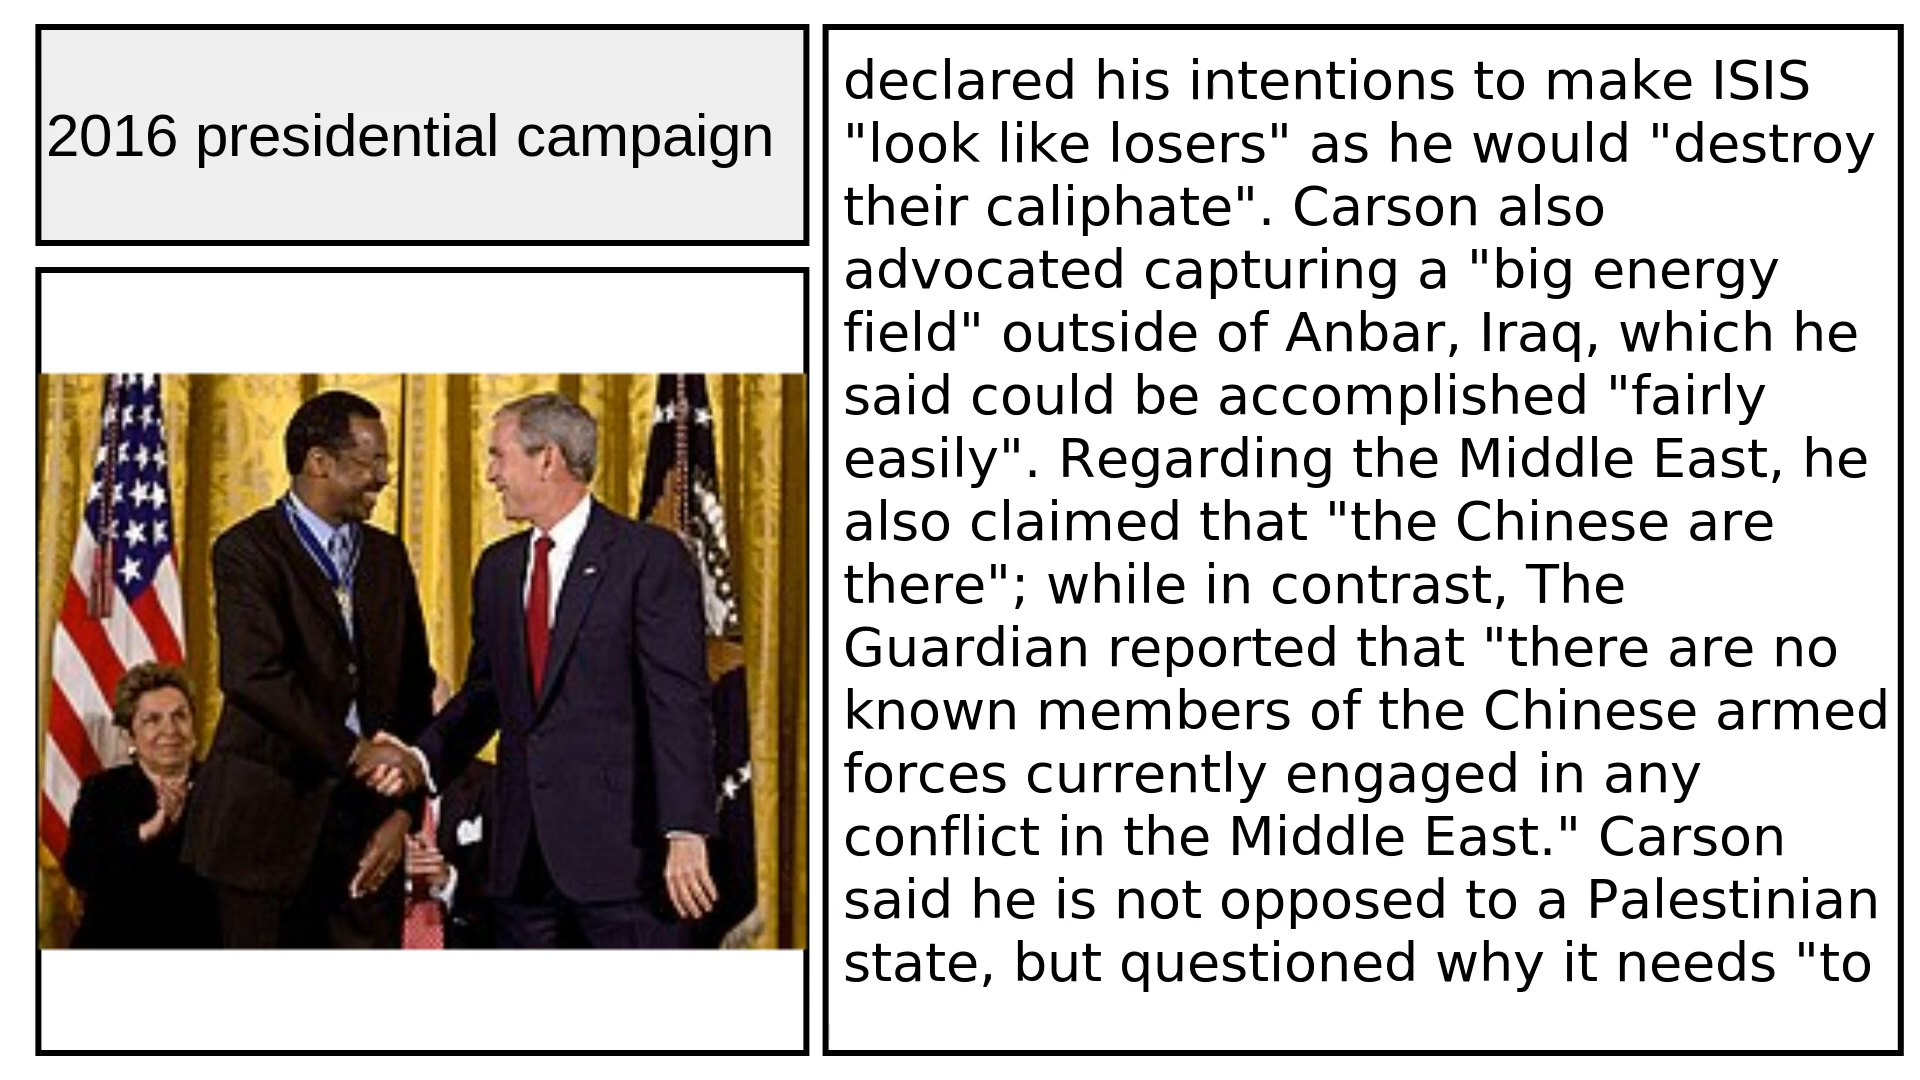 2016 presidential campaign
declared his intentions to make ISIS
"look like losers" as he would "destroy
their caliphate". Carson also
advocated capturing a "big energy
field" outside of Anbar, Iraq, which he
said could be accomplished "fairly
easily". Regarding the Middle East, he
also claimed that "the Chinese are
there"; while in contrast, The
Guardian reported that "there are no
known members of the Chinese armed
forces currently engaged in any
conflict in the Middle East." Carson
said he is not opposed to a Palestinian
state, but questioned why it needs "to